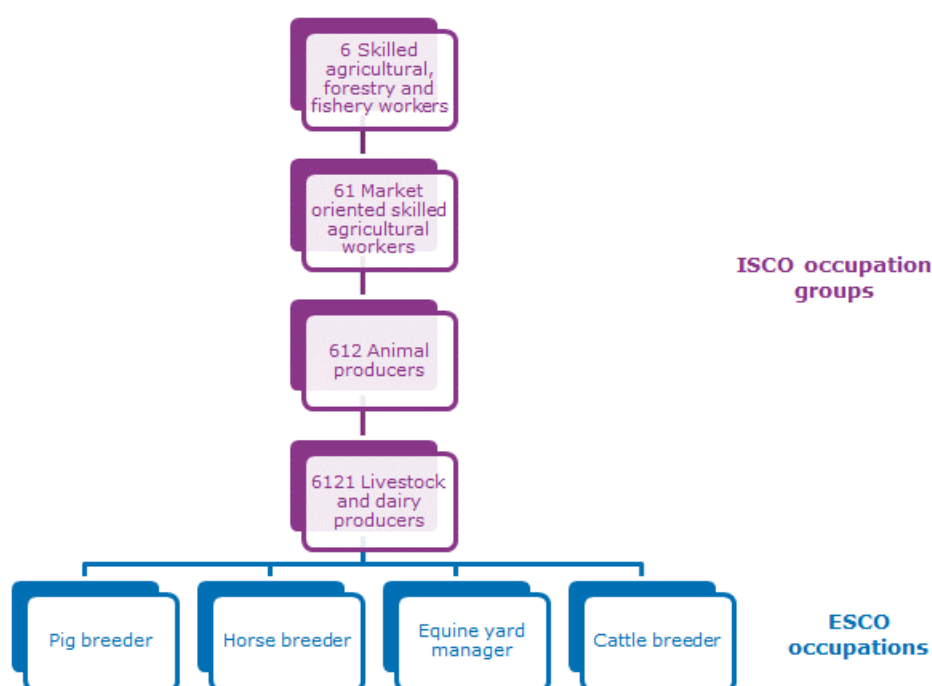 6 Skilled
agricultural,
forestry and
fishery workers
61 Market
oriented skilled
agricultural
workers
ISCO occupation
groups
612 Animal
producers
6121 Livestock
and dairy
producers
Pig breeder
Horse breeder
Equine yard
manager
Cattle breeder
ESCO
occupations